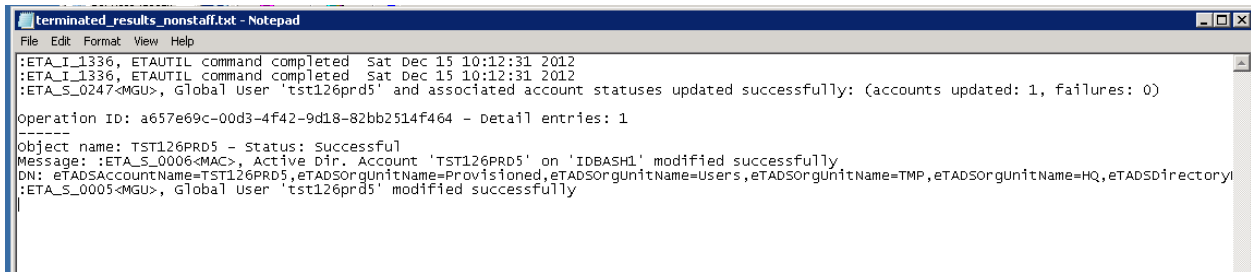 terminated_results_nonstaff.txt - Notepad
File Edit Format View Help
:ETA_I_1336, ETAUTIL command completed  Sat Dec 15 10:12:31 2012
:ETA_I_1336, ETAUTIL command completed  Sat Dec 15 10:12:31 2012
:ETA_S_0247<MGU>, Global User 'tst126prd5' and associated account statuses updated successfully: (accounts updated: 1, failures: 0)
Operation ID: a657e69c-00d3-4f42-9d18-82bb2514f464 - Detail entries: 1
------
Object name: TST126PRD5 - Status: Successful
Message: :ETA_S_0006<MAC>, Active Dir. Account 'TST126PRD5' on 'IDBASH1' modified successfully
DN: eTADSAccountName=TST126PRD5,eTADSOrgUnitName=Provisioned,eTADSOrgUnitName=Users,eTADSOrgUnitName=TMP,eTADSOrgUnitName=HQ,eTADSDirectory
:ETA_S_0005<MGU>, Global User 'tst126prd5' modified successfully